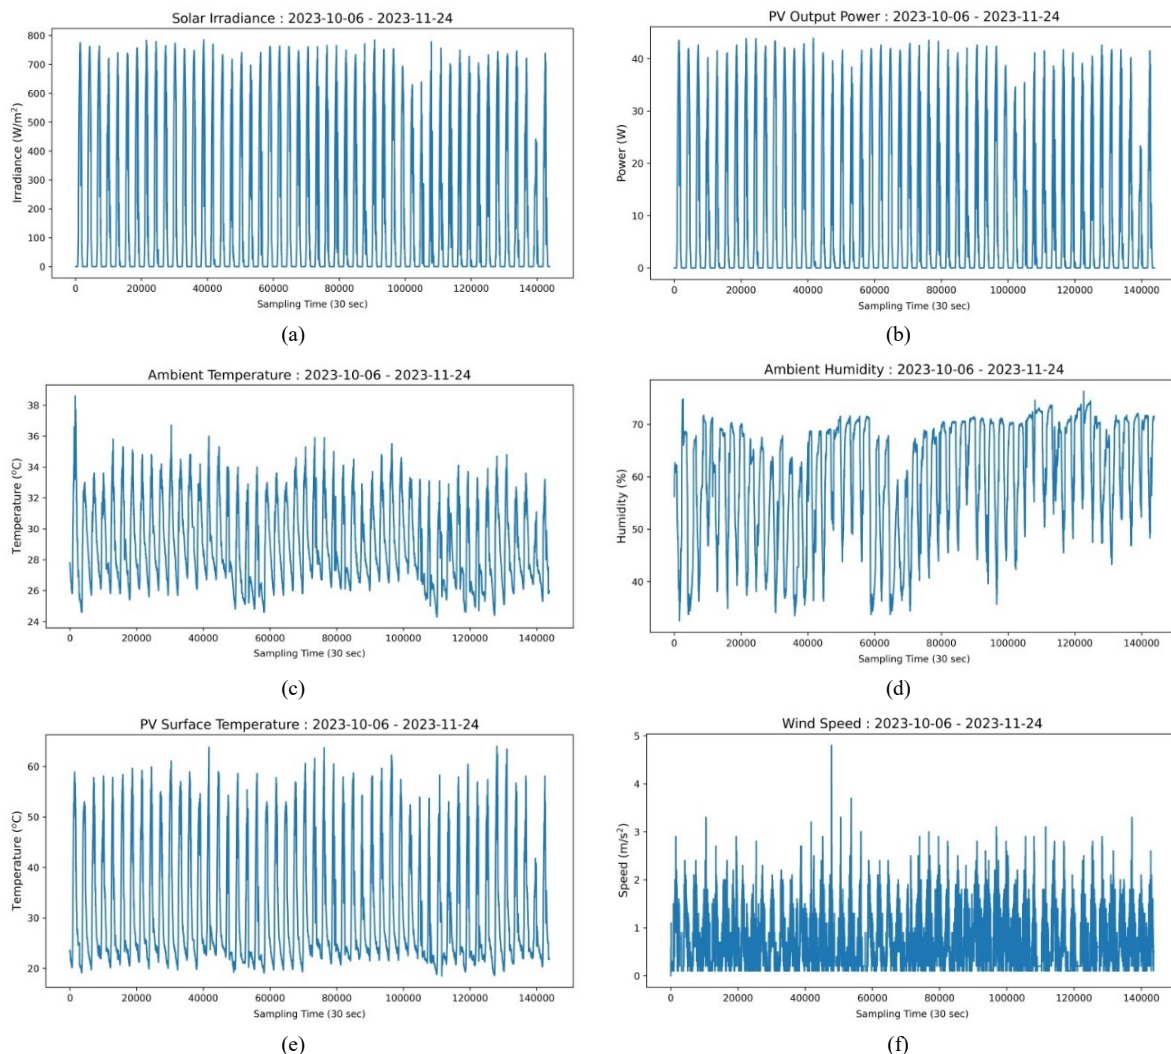 Solar Irradiance : 2023-10-06 - 2023-11-24
Irradiance (W/m²)
800
700
600
500
400
300
200
100
0
0 20000 40000 60000 80000 100000 120000 140000
Sampling Time (30 sec)
(a)
PV Output Power : 2023-10-06 - 2023-11-24
Power (W)
40
30
20
10
0
0 20000 40000 60000 80000 100000 120000 140000
Sampling Time (30 sec)
(b)
Ambient Temperature : 2023-10-06 - 2023-11-24
Temperature (°C)
38
36
34
32
30
28
26
24
0 20000 40000 60000 80000 100000 120000 140000
Sampling Time (30 sec)
(c)
Ambient Humidity : 2023-10-06 - 2023-11-24
Humidity (%)
70
60
50
40
0 20000 40000 60000 80000 100000 120000 140000
Sampling Time (30 sec)
(d)
PV Surface Temperature : 2023-10-06 - 2023-11-24
Temperature (°C)
60
50
40
30
20
0 20000 40000 60000 80000 100000 120000 140000
Sampling Time (30 sec)
(e)
Wind Speed : 2023-10-06 - 2023-11-24
Speed (m/s²)
5
4
3
2
1
0
0 20000 40000 60000 80000 100000 120000 140000
Sampling Time (30 sec)
(f)